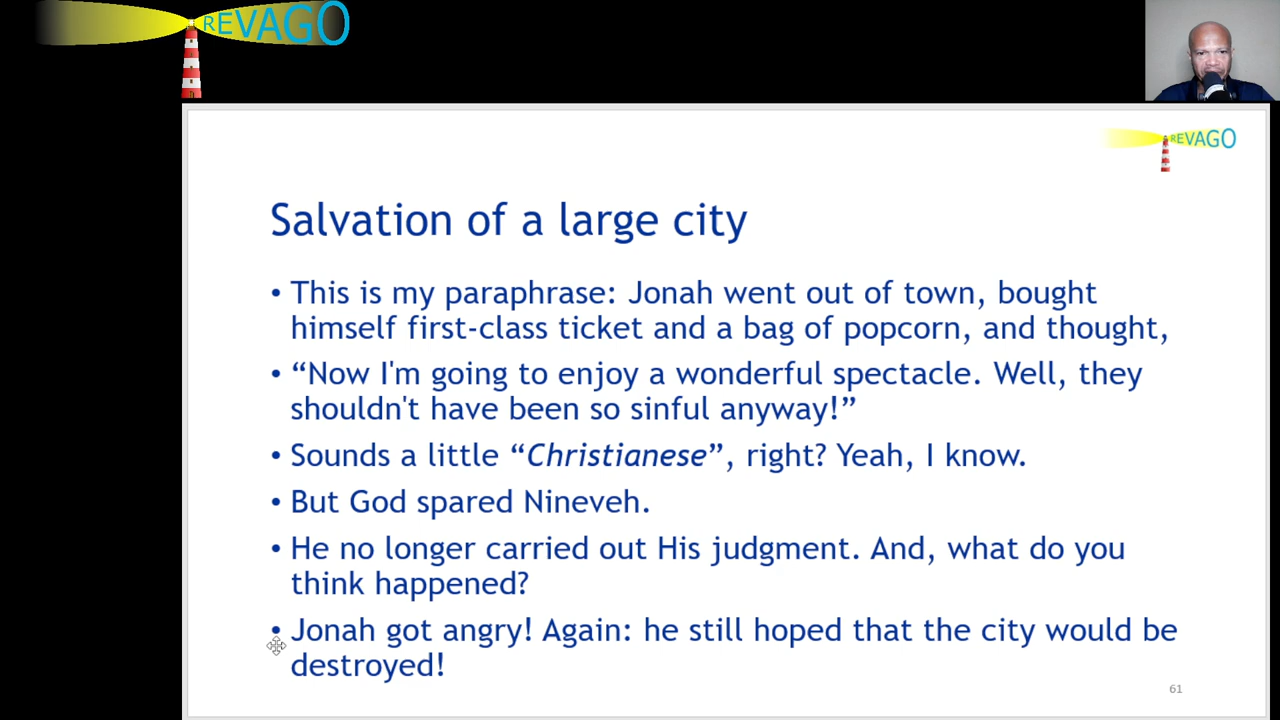 REVAGO
REVAGO
Salvation of a large city
• This is my paraphrase: Jonah went out of town, bought
himself first-class ticket and a bag of popcorn, and thought,
• “Now I'm going to enjoy a wonderful spectacle. Well, they
shouldn't have been so sinful anyway!”
• Sounds a little “Christianese”, right? Yeah, I know.
• But God spared Nineveh.
• He no longer carried out His judgment. And, what do you
think happened?
• Jonah got angry! Again: he still hoped that the city would be
destroyed!
61